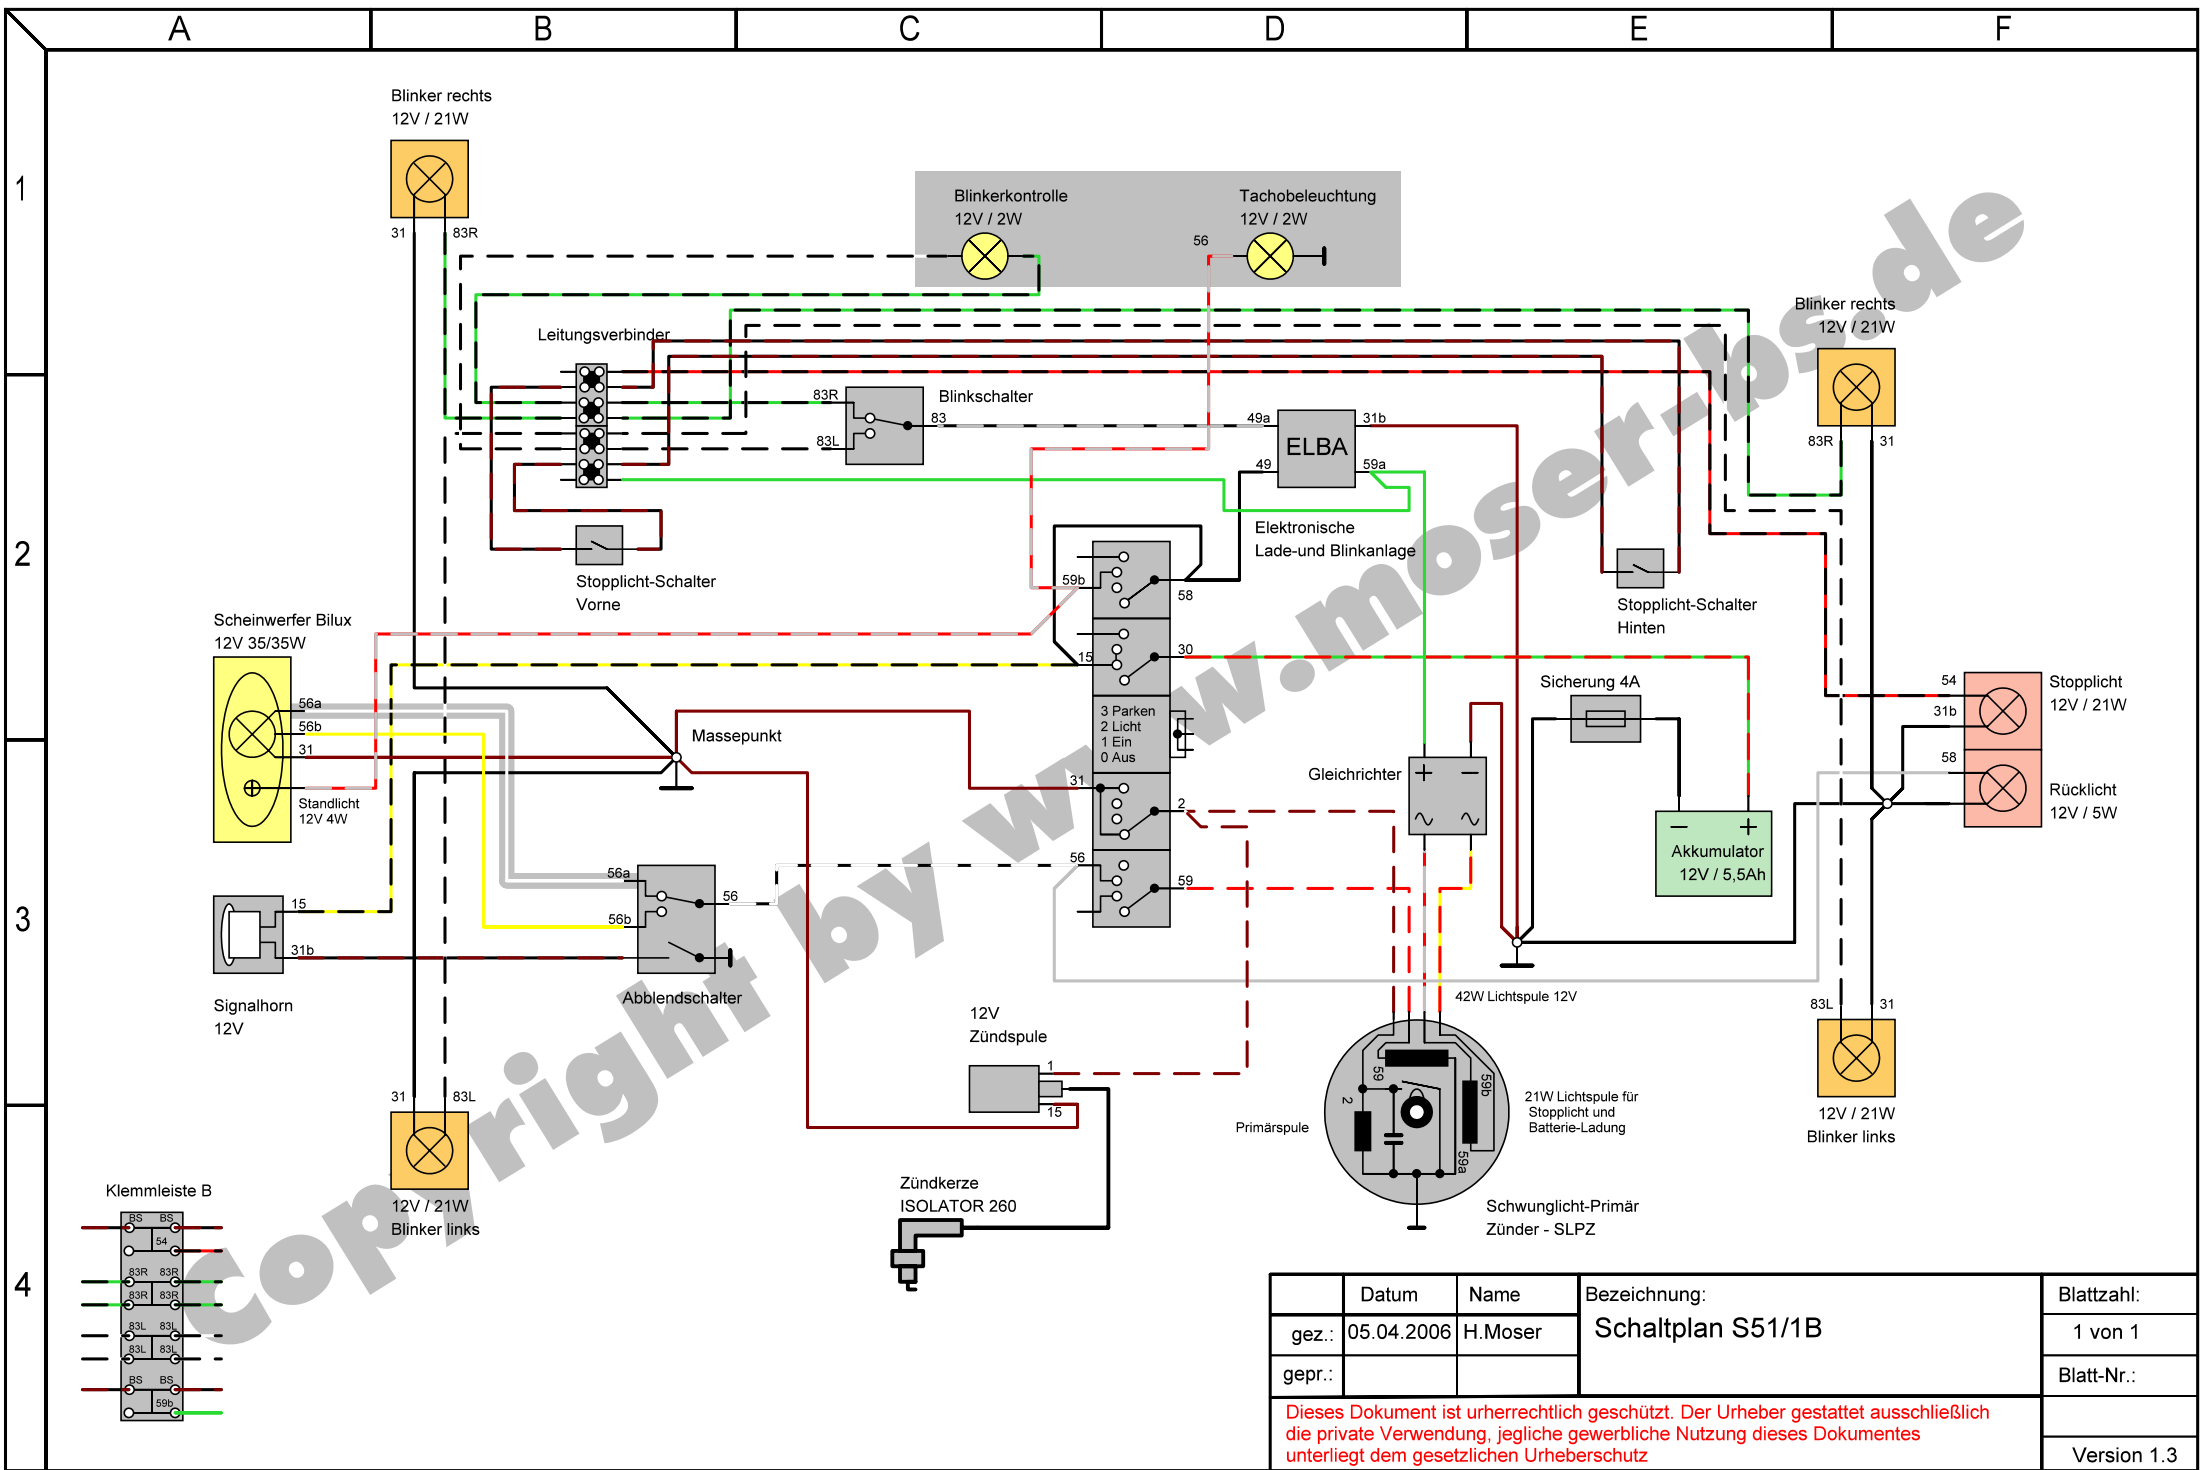 A B C D E F
1
2
3
4
Blinker rechts
12V / 21W
31 83R
Blinkerkontrolle
12V / 2W
Tachobeleuchtung
12V / 2W
56
Blinker rechts
12V / 21W
83R 31
Leitungsverbinder
83R
83L
83
Blinkschalter
49a
49
ELBA
31b
59a
Elektronische
Lade-und Blinkanlage
Stopplicht-Schalter
Vorne
Stopplicht-Schalter
Hinten
Scheinwerfer Bilux
12V 35/35W
56a
56b
31
Standlicht
12V 4W
59b
58
15
30
3 Parken
2 Licht
1 Ein
0 Aus
31
2
56
59
Massepunkt
Sicherung 4A
Gleichrichter
+ −
~ ~
− +
Akkumulator
12V / 5,5Ah
54
31b
58
Stopplicht
12V / 21W
Rücklicht
12V / 5W
15
31b
Signalhorn
12V
56a
56b
56
Abblendschalter
12V
Zündspule
1
15
42W Lichtspule 12V
59
59b
2
59a
Primärspule
21W Lichtspule für
Stopplicht und
Batterie-Ladung
Schwunglicht-Primär
Zünder - SLPZ
83L 31
12V / 21W
Blinker links
31 83L
12V / 21W
Blinker links
Zündkerze
ISOLATOR 260
Klemmleiste B
BS BS
54
83R 83R
83R 83R
83L 83L
83L 83L
BS BS
59b
Copyright by www.moser-bs.de
Datum Name Bezeichnung: Blattzahl:
gez.: 05.04.2006 H.Moser Schaltplan S51/1B 1 von 1
gepr.: Blatt-Nr.:
Dieses Dokument ist urherrechtlich geschützt. Der Urheber gestattet ausschließlich
die private Verwendung, jegliche gewerbliche Nutzung dieses Dokumentes
unterliegt dem gesetzlichen Urheberschutz
Version 1.3